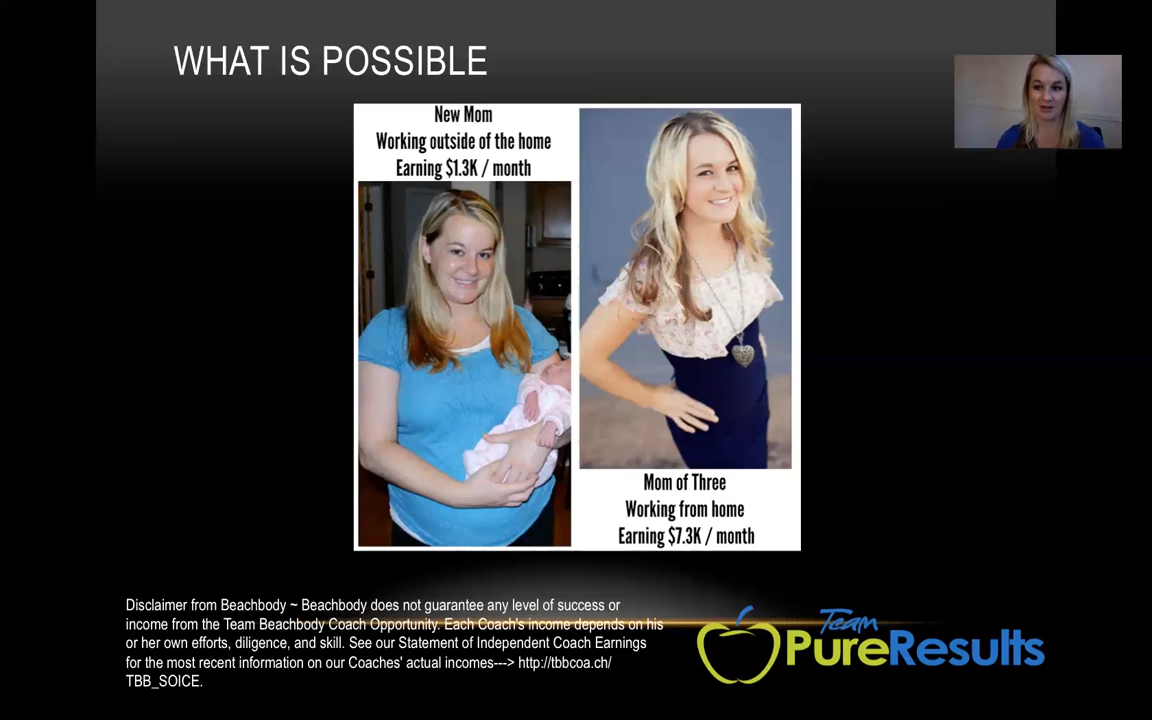 WHAT IS POSSIBLE
New Mom
Working outside of the home
Earning $1.3K / month
Mom of Three
Working from home
Earning $7.3K / month
Disclaimer from Beachbody ~ Beachbody does not guarantee any level of success or
income from the Team Beachbody Coach Opportunity. Each Coach's income depends on his
or her own efforts, diligence, and skill. See our Statement of Independent Coach Earnings
for the most recent information on our Coaches' actual incomes---> http://tbbcoa.ch/
TBB_SOICE.
Team
PureResults